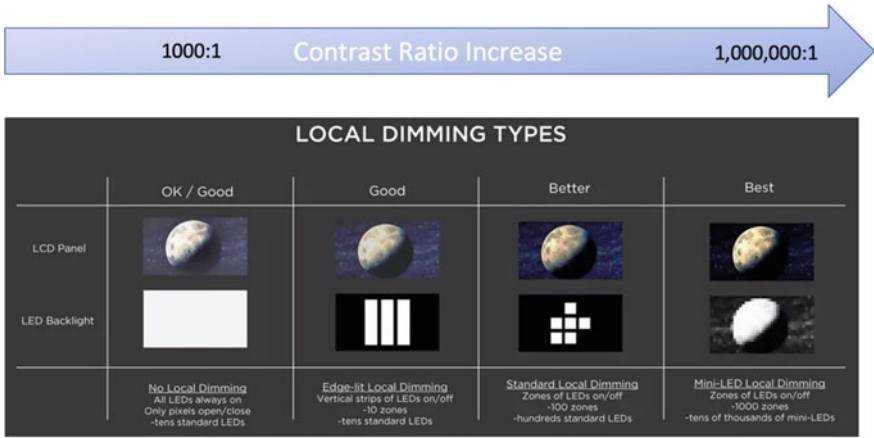 1000:1 Contrast Ratio Increase 1,000,000:1
LOCAL DIMMING TYPES
OK / Good Good Better Best
LCD Panel
LED Backlight
No Local Dimming
All LEDs always on
Only pixels open/close
~tens standard LEDs
Edge-lit Local Dimming
Vertical strips of LEDs on/off
~10 zones
~tens standard LEDs
Standard Local Dimming
Zones of LEDs on/off
~100 zones
~hundreds standard LEDs
Mini-LED Local Dimming
Zones of LEDs on/off
~1000 zones
~tens of thousands of mini-LEDs